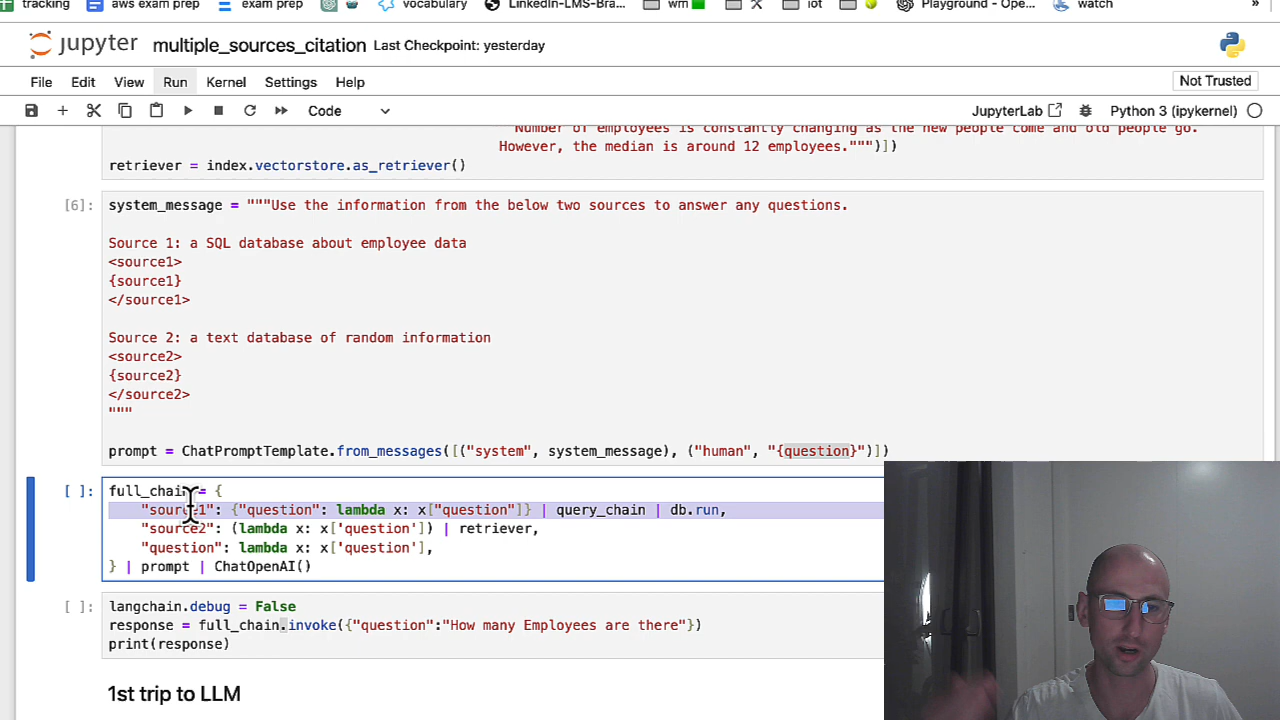 tracking aws exam prep exam prep vocabulary LinkedIn-LMS-Bra... wm iot Playground - Ope... watch »
jupyter multiple_sources_citation Last Checkpoint: yesterday
File Edit View Run Kernel Settings Help Not Trusted
Code JupyterLab Python 3 (ipykernel)
Number of employees is constantly changing as the new people come and old people go.
However, the median is around 12 employees.""")])
retriever = index.vectorstore.as_retriever()
[6]: system_message = """Use the information from the below two sources to answer any questions.
Source 1: a SQL database about employee data
<source1>
{source1}
</source1>
Source 2: a text database of random information
<source2>
{source2}
</source2>
"""
prompt = ChatPromptTemplate.from_messages([("system", system_message), ("human", "{question}")])
[ ]: full_chain = {
"source1": {"question": lambda x: x["question"]} | query_chain | db.run,
"source2": (lambda x: x['question']) | retriever,
"question": lambda x: x['question'],
} | prompt | ChatOpenAI()
[ ]: langchain.debug = False
response = full_chain.invoke({"question":"How many Employees are there"})
print(response)
1st trip to LLM